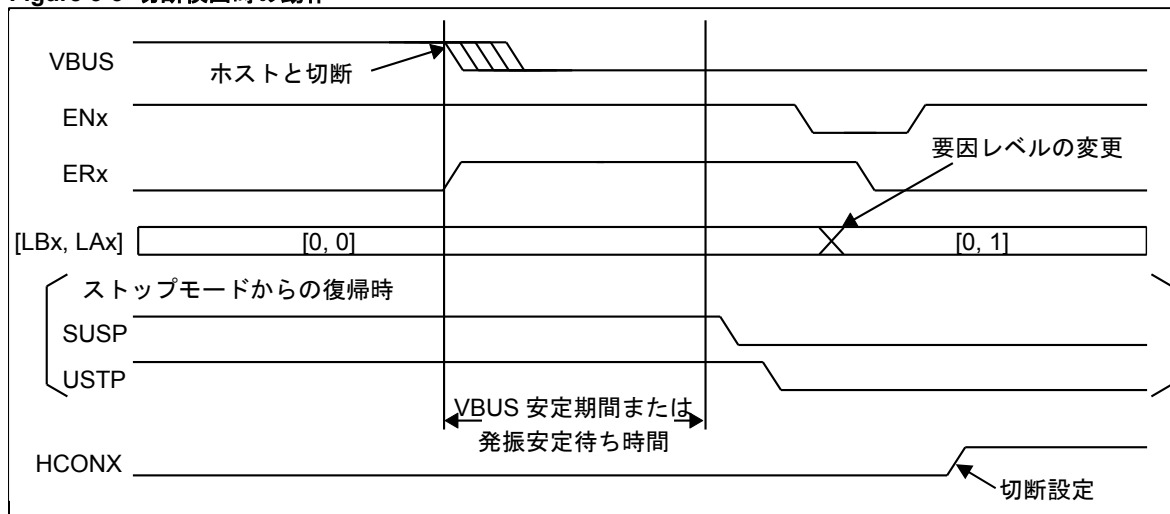 VBUS
ホストと切断
ENx
要因レベルの変更
ERx
[LBx, LAx]
[0, 0]
[0, 1]
ストップモードからの復帰時
SUSP
USTP
VBUS 安定期間または
発振安定待ち時間
HCONX
切断設定